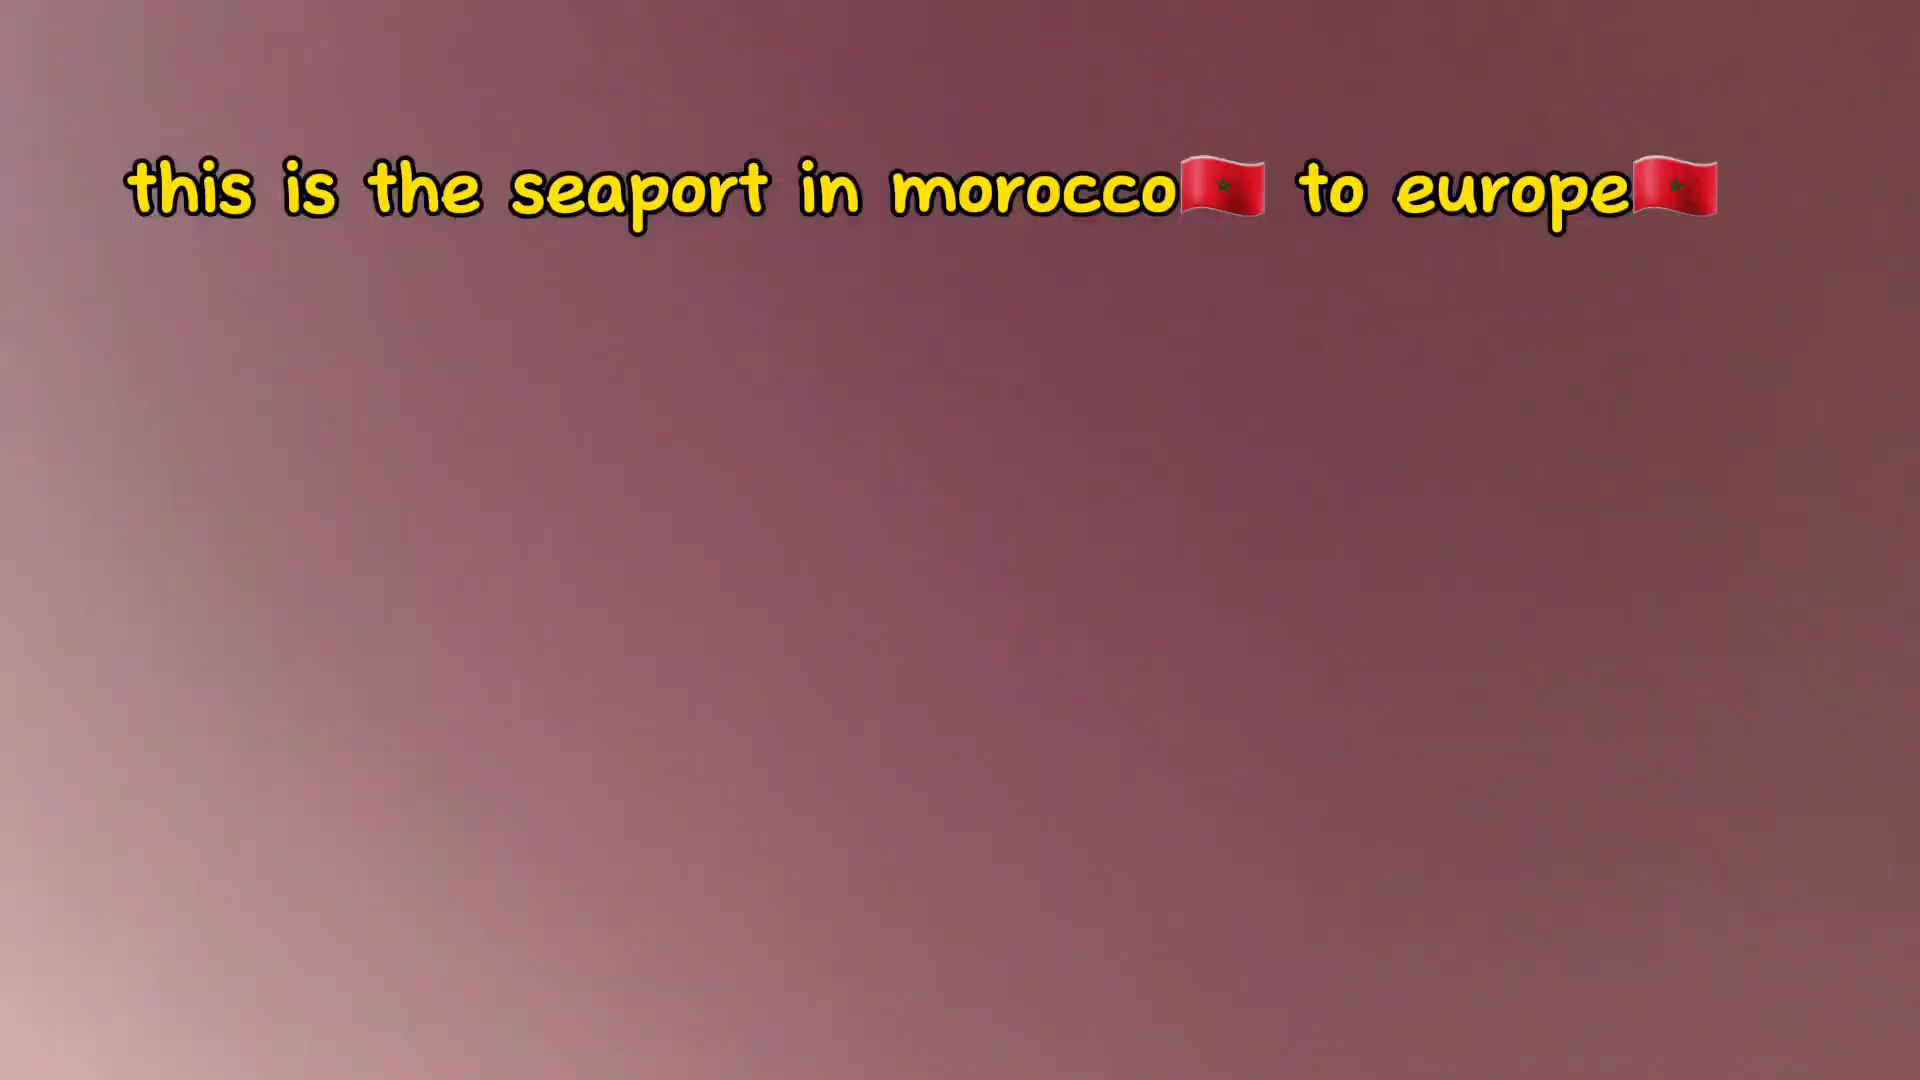 this is the seaport in morocco🇲🇦 to europe🇲🇦